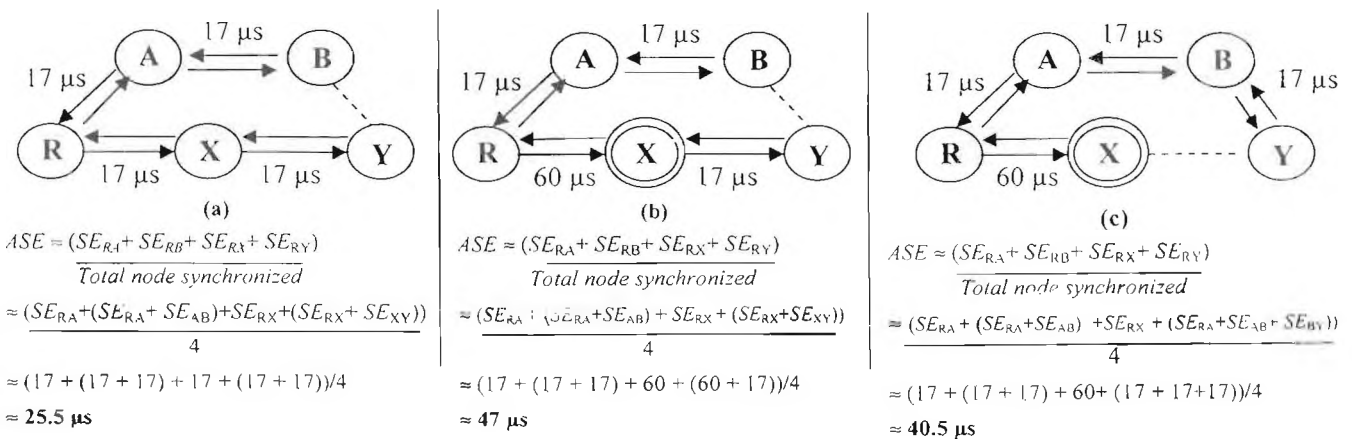 17 μs
A
B
17 μs
R
X
Y
17 μs
17 μs
(a)
ASE = (SE_RA + SE_RB + SE_RX + SE_RY)
Total node synchronized
≈ (SE_RA+(SE_RA + SE_AB)+SE_RX+(SE_RX + SE_XY))
4
≈ (17 + (17 + 17) + 17 + (17 + 17))/4
≈ 25.5 μs
17 μs
A
B
17 μs
R
X
Y
60 μs
17 μs
(b)
ASE ≈ (SE_RA + SE_RB + SE_RX + SE_RY)
Total node synchronized
≈ (SE_RA + (SE_RA+SE_AB) + SE_RX + (SE_RX+SE_XY))
4
≈ (17 + (17 + 17) + 60 + (60 + 17))/4
≈ 47 μs
17 μs
A
B
17 μs
17 μs
R
X
Y
60 μs
(c)
ASE ≈ (SE_RA + SE_RB + SE_RX + SE_RY)
Total node synchronized
≈ (SE_RA + (SE_RA+SE_AB) +SE_RX + (SE_RA+SE_AB+ SE_BY))
4
≈ (17 + (17 + 17) + 60+ (17 + 17+17))/4
≈ 40.5 μs